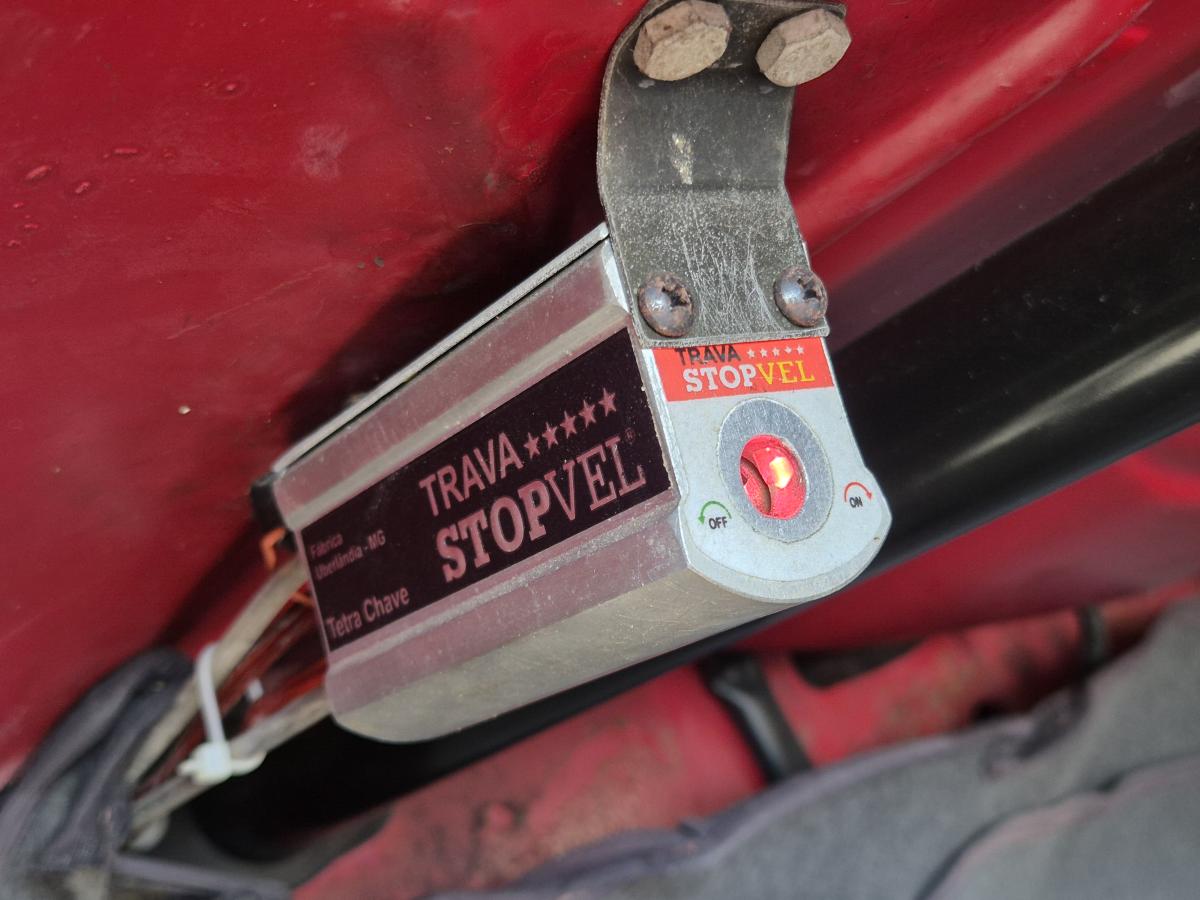 TRAVA ★★★★★
STOPVEL®
Fábrica
Uberlândia - MG
Tetra Chave
TRAVA ★★★★★
STOPVEL
OFF
ON